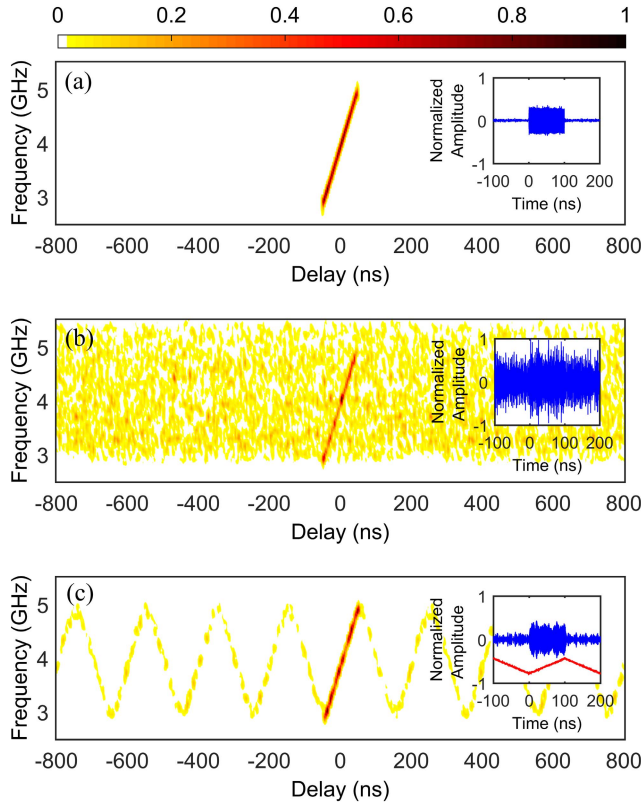 0 0.2 0.4 0.6 0.8 1
(a)
Frequency (GHz)
5
4
3
-800 -600 -400 -200 0 200 400 600 800
Delay (ns)
Normalized
Amplitude
1
0
-1
-100 0 100 200
Time (ns)
(b)
Frequency (GHz)
5
4
3
-800 -600 -400 -200 0 200 400 600 800
Delay (ns)
Normalized
Amplitude
1
0
-1
-100 0 100 200
Time (ns)
(c)
Frequency (GHz)
5
4
3
-800 -600 -400 -200 0 200 400 600 800
Delay (ns)
Normalized
Amplitude
1
0
-1
-100 0 100 200
Time (ns)